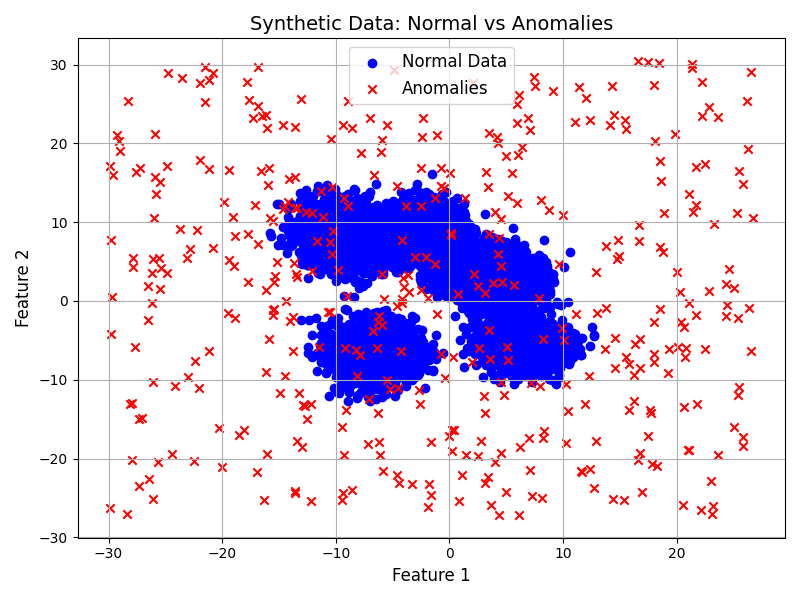 Synthetic Data: Normal vs Anomalies
Normal Data
Anomalies
30
20
10
0
−10
−20
−30
Feature 2
−30
−20
−10
0
10
20
Feature 1